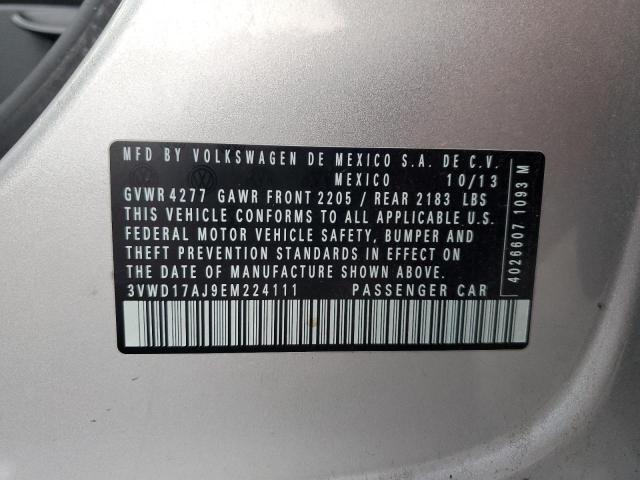 MFD BY VOLKSWAGEN DE MEXICO S.A. DE C.V.
MEXICO 10/13
GVWR 4277 GAWR FRONT 2205 / REAR 2183 LBS
THIS VEHICLE CONFORMS TO ALL APPLICABLE U.S.
FEDERAL MOTOR VEHICLE SAFETY, BUMPER AND
THEFT PREVENTION STANDARDS IN EFFECT ON
THE DATE OF MANUFACTURE SHOWN ABOVE.
3VWD17AJ9EM224111 PASSENGER CAR
4026607 1093 M